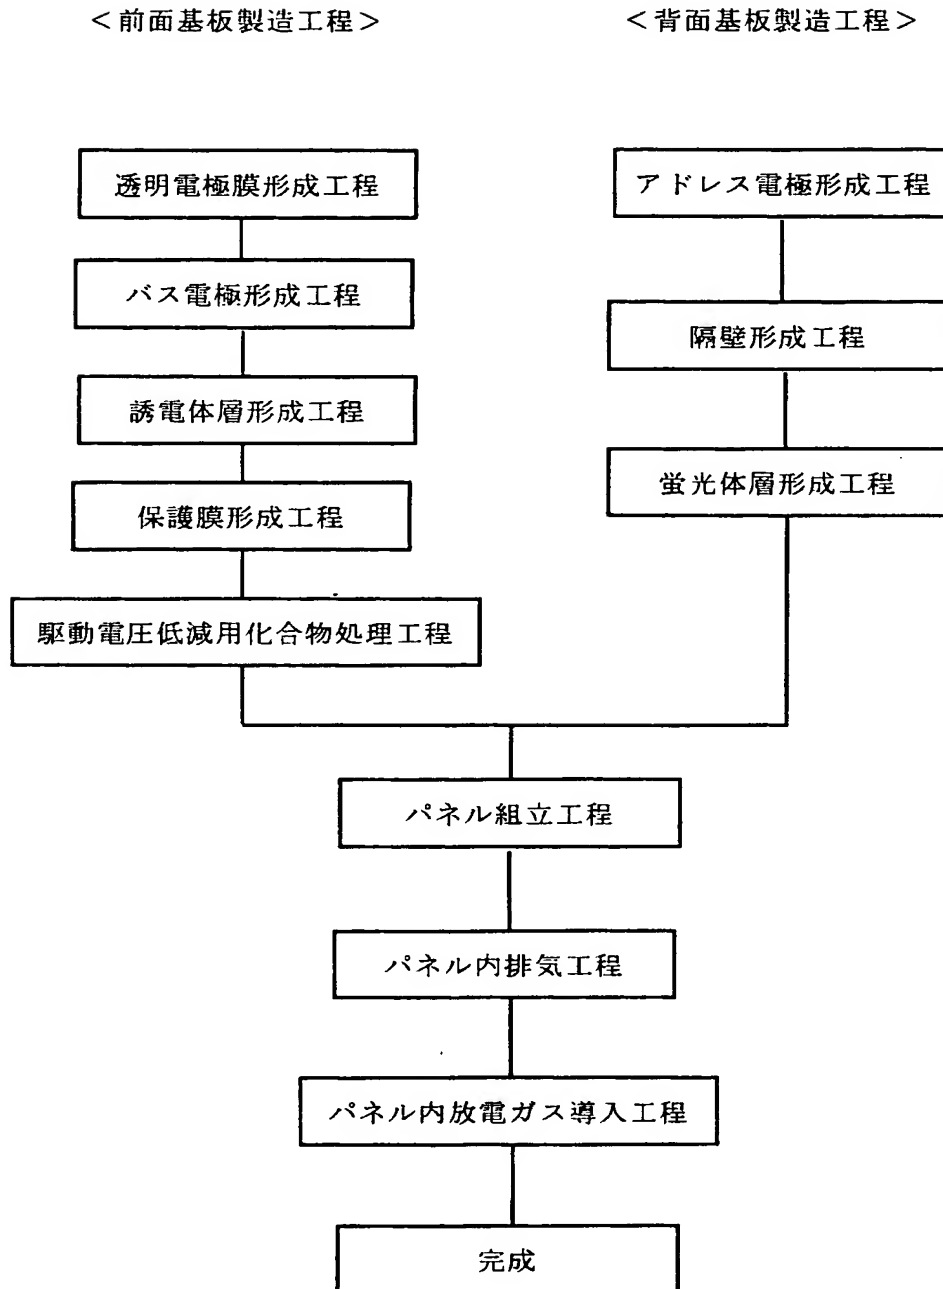 <前面基板製造工程>
<背面基板製造工程>
透明電極膜形成工程
バス電極形成工程
誘電体層形成工程
保護膜形成工程
駆動電圧低減用化合物処理工程
アドレス電極形成工程
隔壁形成工程
蛍光体層形成工程
パネル組立工程
パネル内排気工程
パネル内放電ガス導入工程
完成